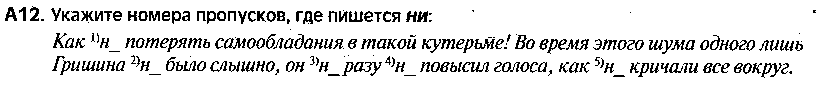 А12. Укажите номера пропусков, где пишется ни:
Как ¹⁾н_ потерять самообладания в такой кутерьме! Во время этого шума одного лишь
Гришина ²⁾н_ было слышно, он ³⁾н_ разу ⁴⁾н_ повысил голоса, как ⁵⁾н_ кричали все вокруг.